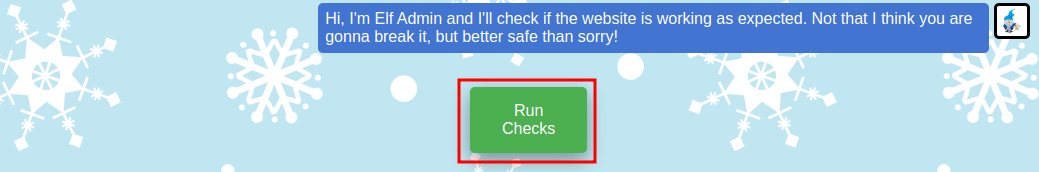 Hi, I'm Elf Admin and I'll check if the website is working as expected. Not that I think you are
gonna break it, but better safe than sorry!
Run
Checks